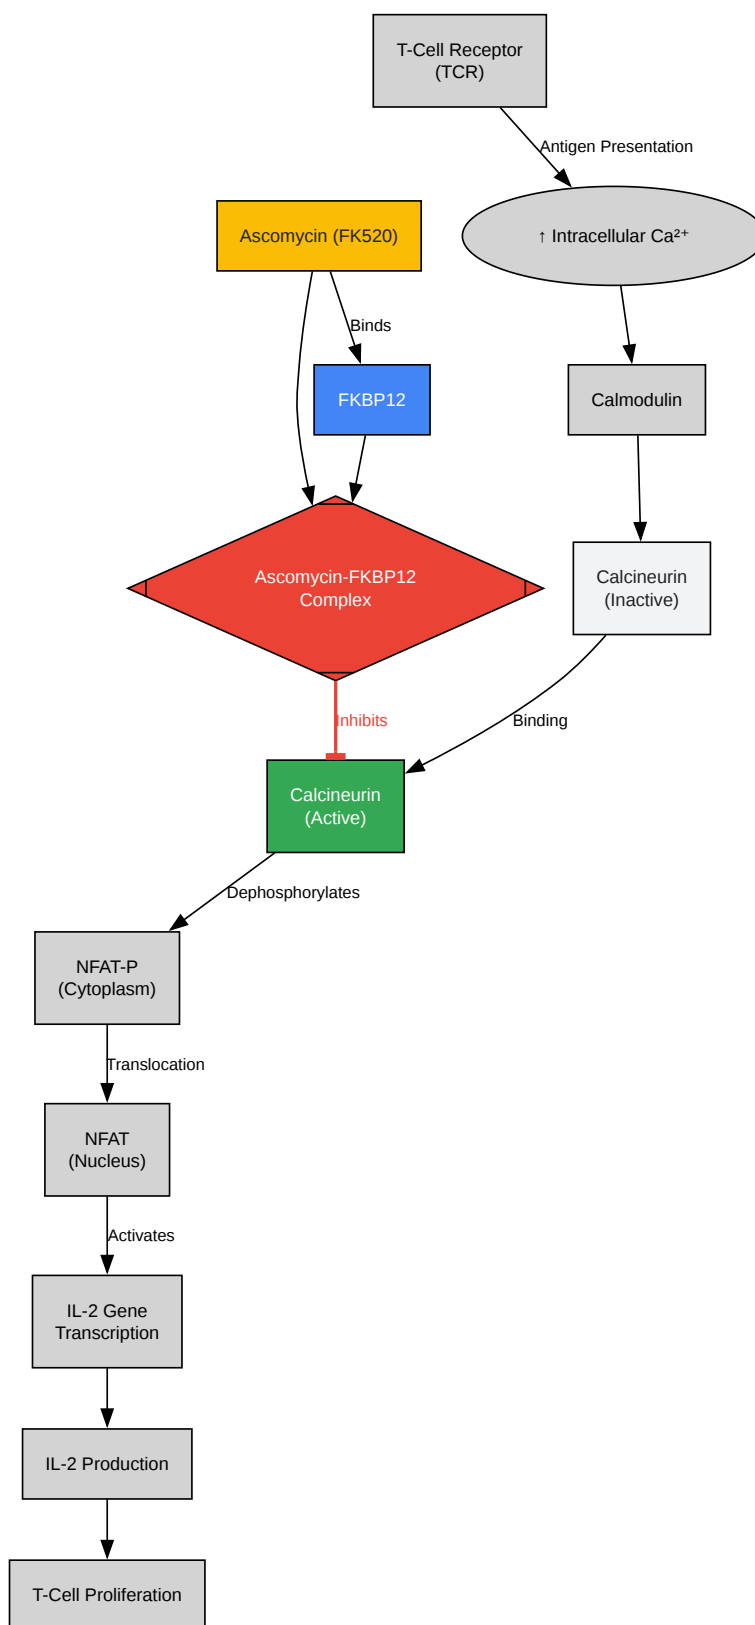 T-Cell Receptor
(TCR)
Antigen Presentation
Ascomycin (FK520)
↑ Intracellular Ca²⁺
Binds
FKBP12
Calmodulin
Ascomycin-FKBP12
Complex
Calcineurin
(Inactive)
Inhibits
Binding
Calcineurin
(Active)
Dephosphorylates
NFAT-P
(Cytoplasm)
Translocation
NFAT
(Nucleus)
Activates
IL-2 Gene
Transcription
IL-2 Production
T-Cell Proliferation